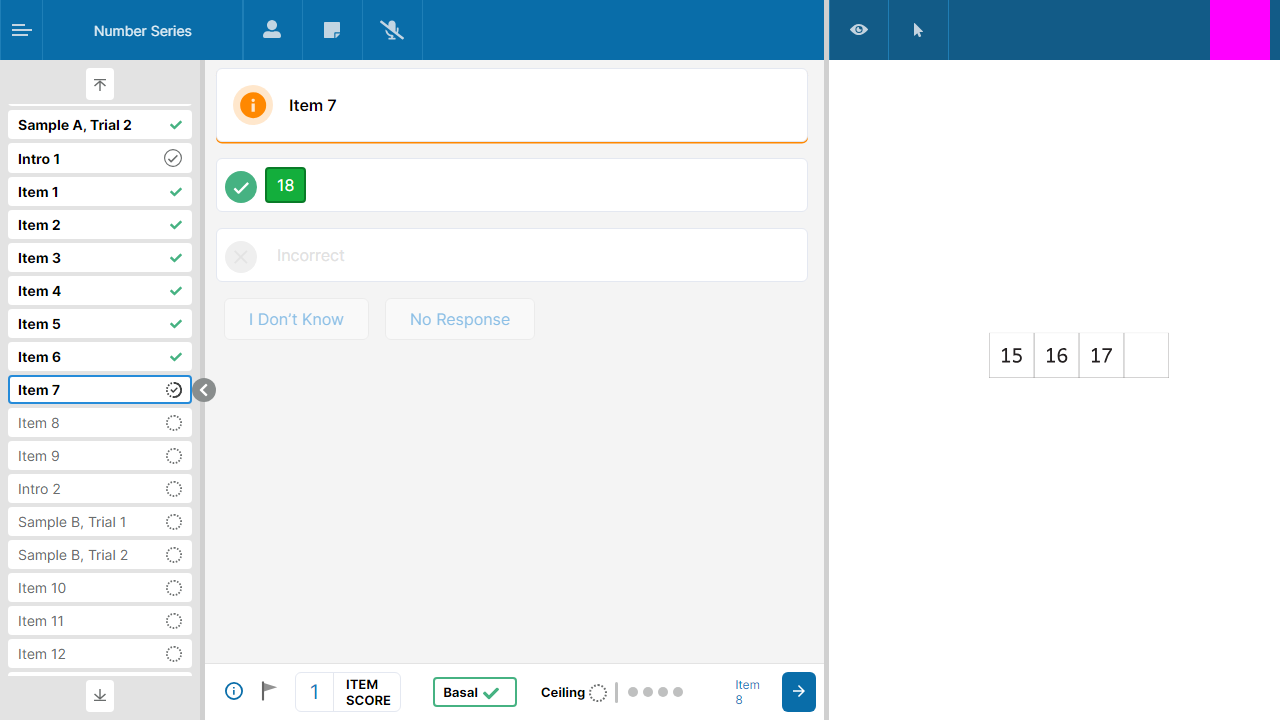 Number Series
Sample A, Trial 2
Intro 1
Item 1
Item 2
Item 3
Item 4
Item 5
Item 6
Item 7
Item 8
Item 9
Intro 2
Sample B, Trial 1
Sample B, Trial 2
Item 10
Item 11
Item 12
Item 7
18
Incorrect
I Don't Know
No Response
1
ITEM
SCORE
Basal
Ceiling
Item
8
15 16 17